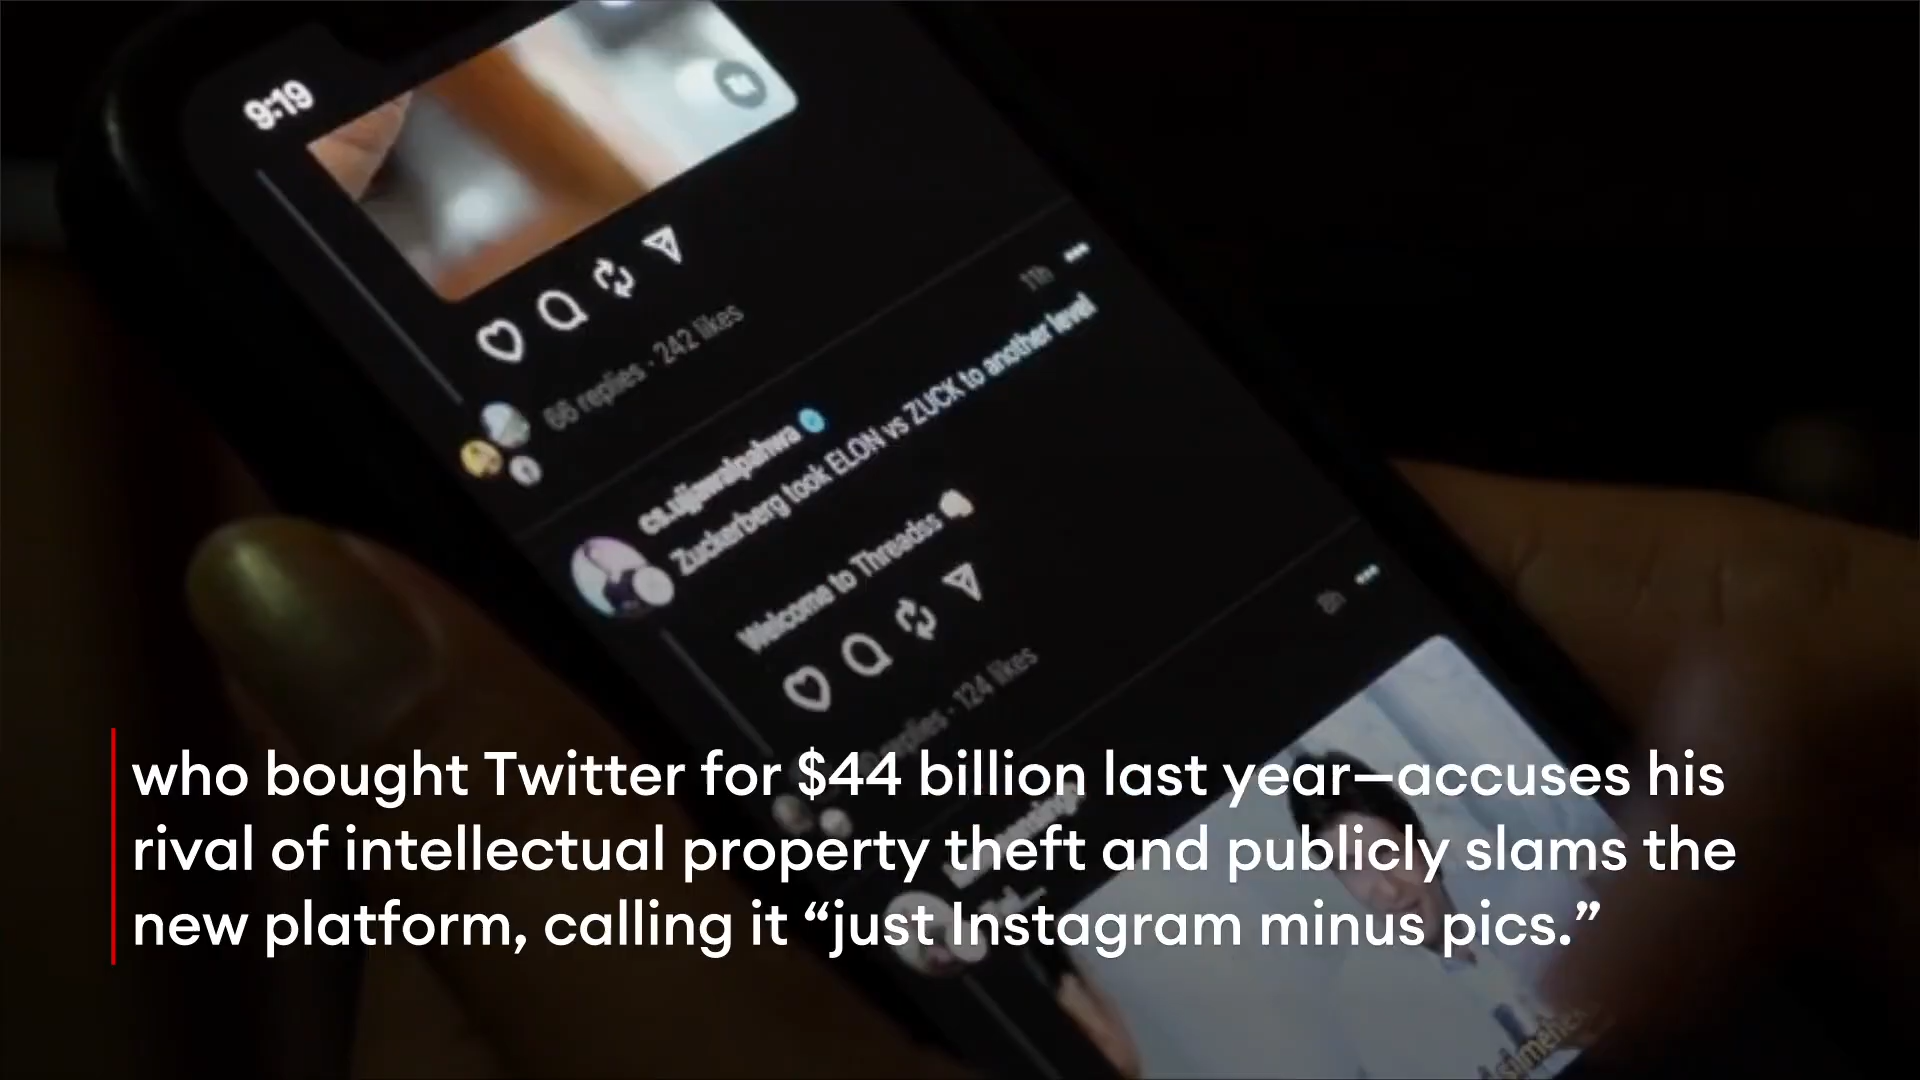 9:19
66 replies · 242 likes
11h
cs.ujjwalpahwa
Zuckerberg took ELON vs ZUCK to another level
Welcome to Threadss
8h
replies · 124 likes
who bought Twitter for $44 billion last year—accuses his
rival of intellectual property theft and publicly slams the
new platform, calling it “just Instagram minus pics.”